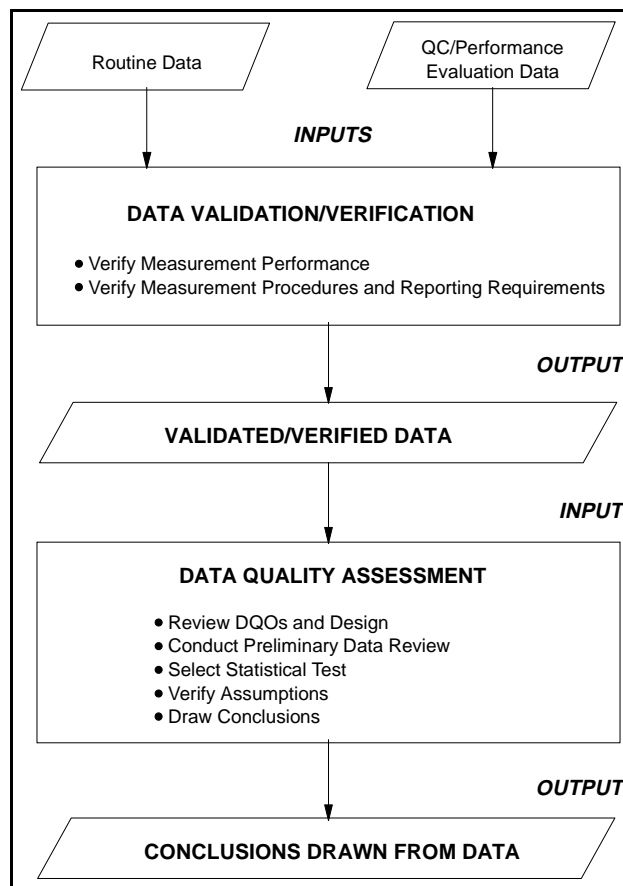 Routine Data
QC/Performance
Evaluation Data
INPUTS
DATA VALIDATION/VERIFICATION
● Verify Measurement Performance
● Verify Measurement Procedures and Reporting Requirements
OUTPUT
VALIDATED/VERIFIED DATA
INPUT
DATA QUALITY ASSESSMENT
● Review DQOs and Design
● Conduct Preliminary Data Review
● Select Statistical Test
● Verify Assumptions
● Draw Conclusions
OUTPUT
CONCLUSIONS DRAWN FROM DATA